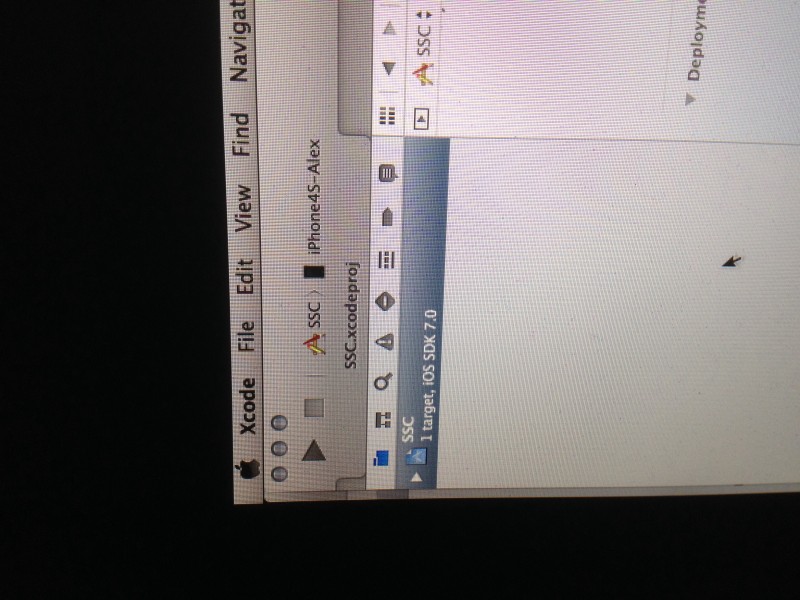 Xcode File Edit View Find Navigat
SSC iPhone4S-Alex
SSC.xcodeproj
SSC
SSC
1 target, iOS SDK 7.0
Deployme